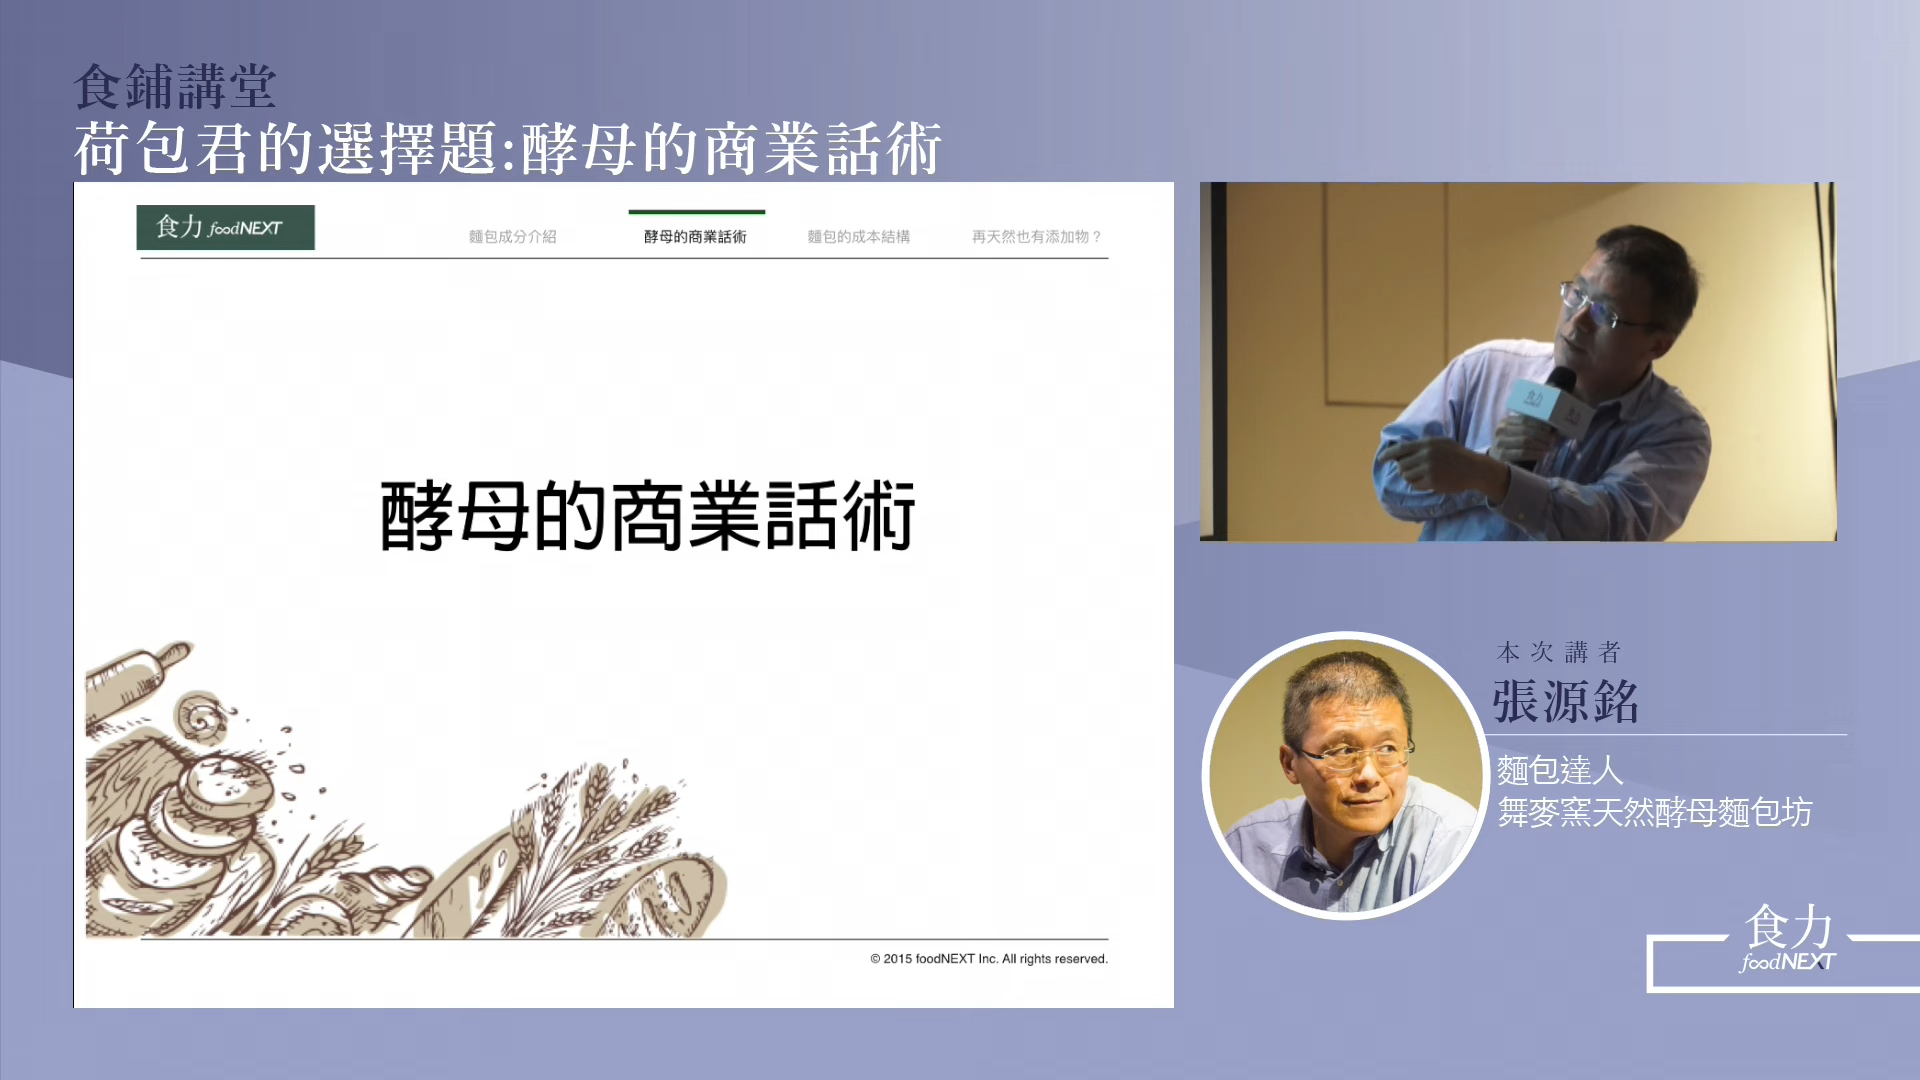 食鋪講堂
荷包君的選擇題:酵母的商業話術
食力 foodNEXT
麵包成分介紹
酵母的商業話術
麵包的成本結構
再天然也有添加物？
酵母的商業話術
© 2015 foodNEXT Inc. All rights reserved.
食力
本次講者
張源銘
麵包達人
舞麥窯天然酵母麵包坊
食力
foodNEXT